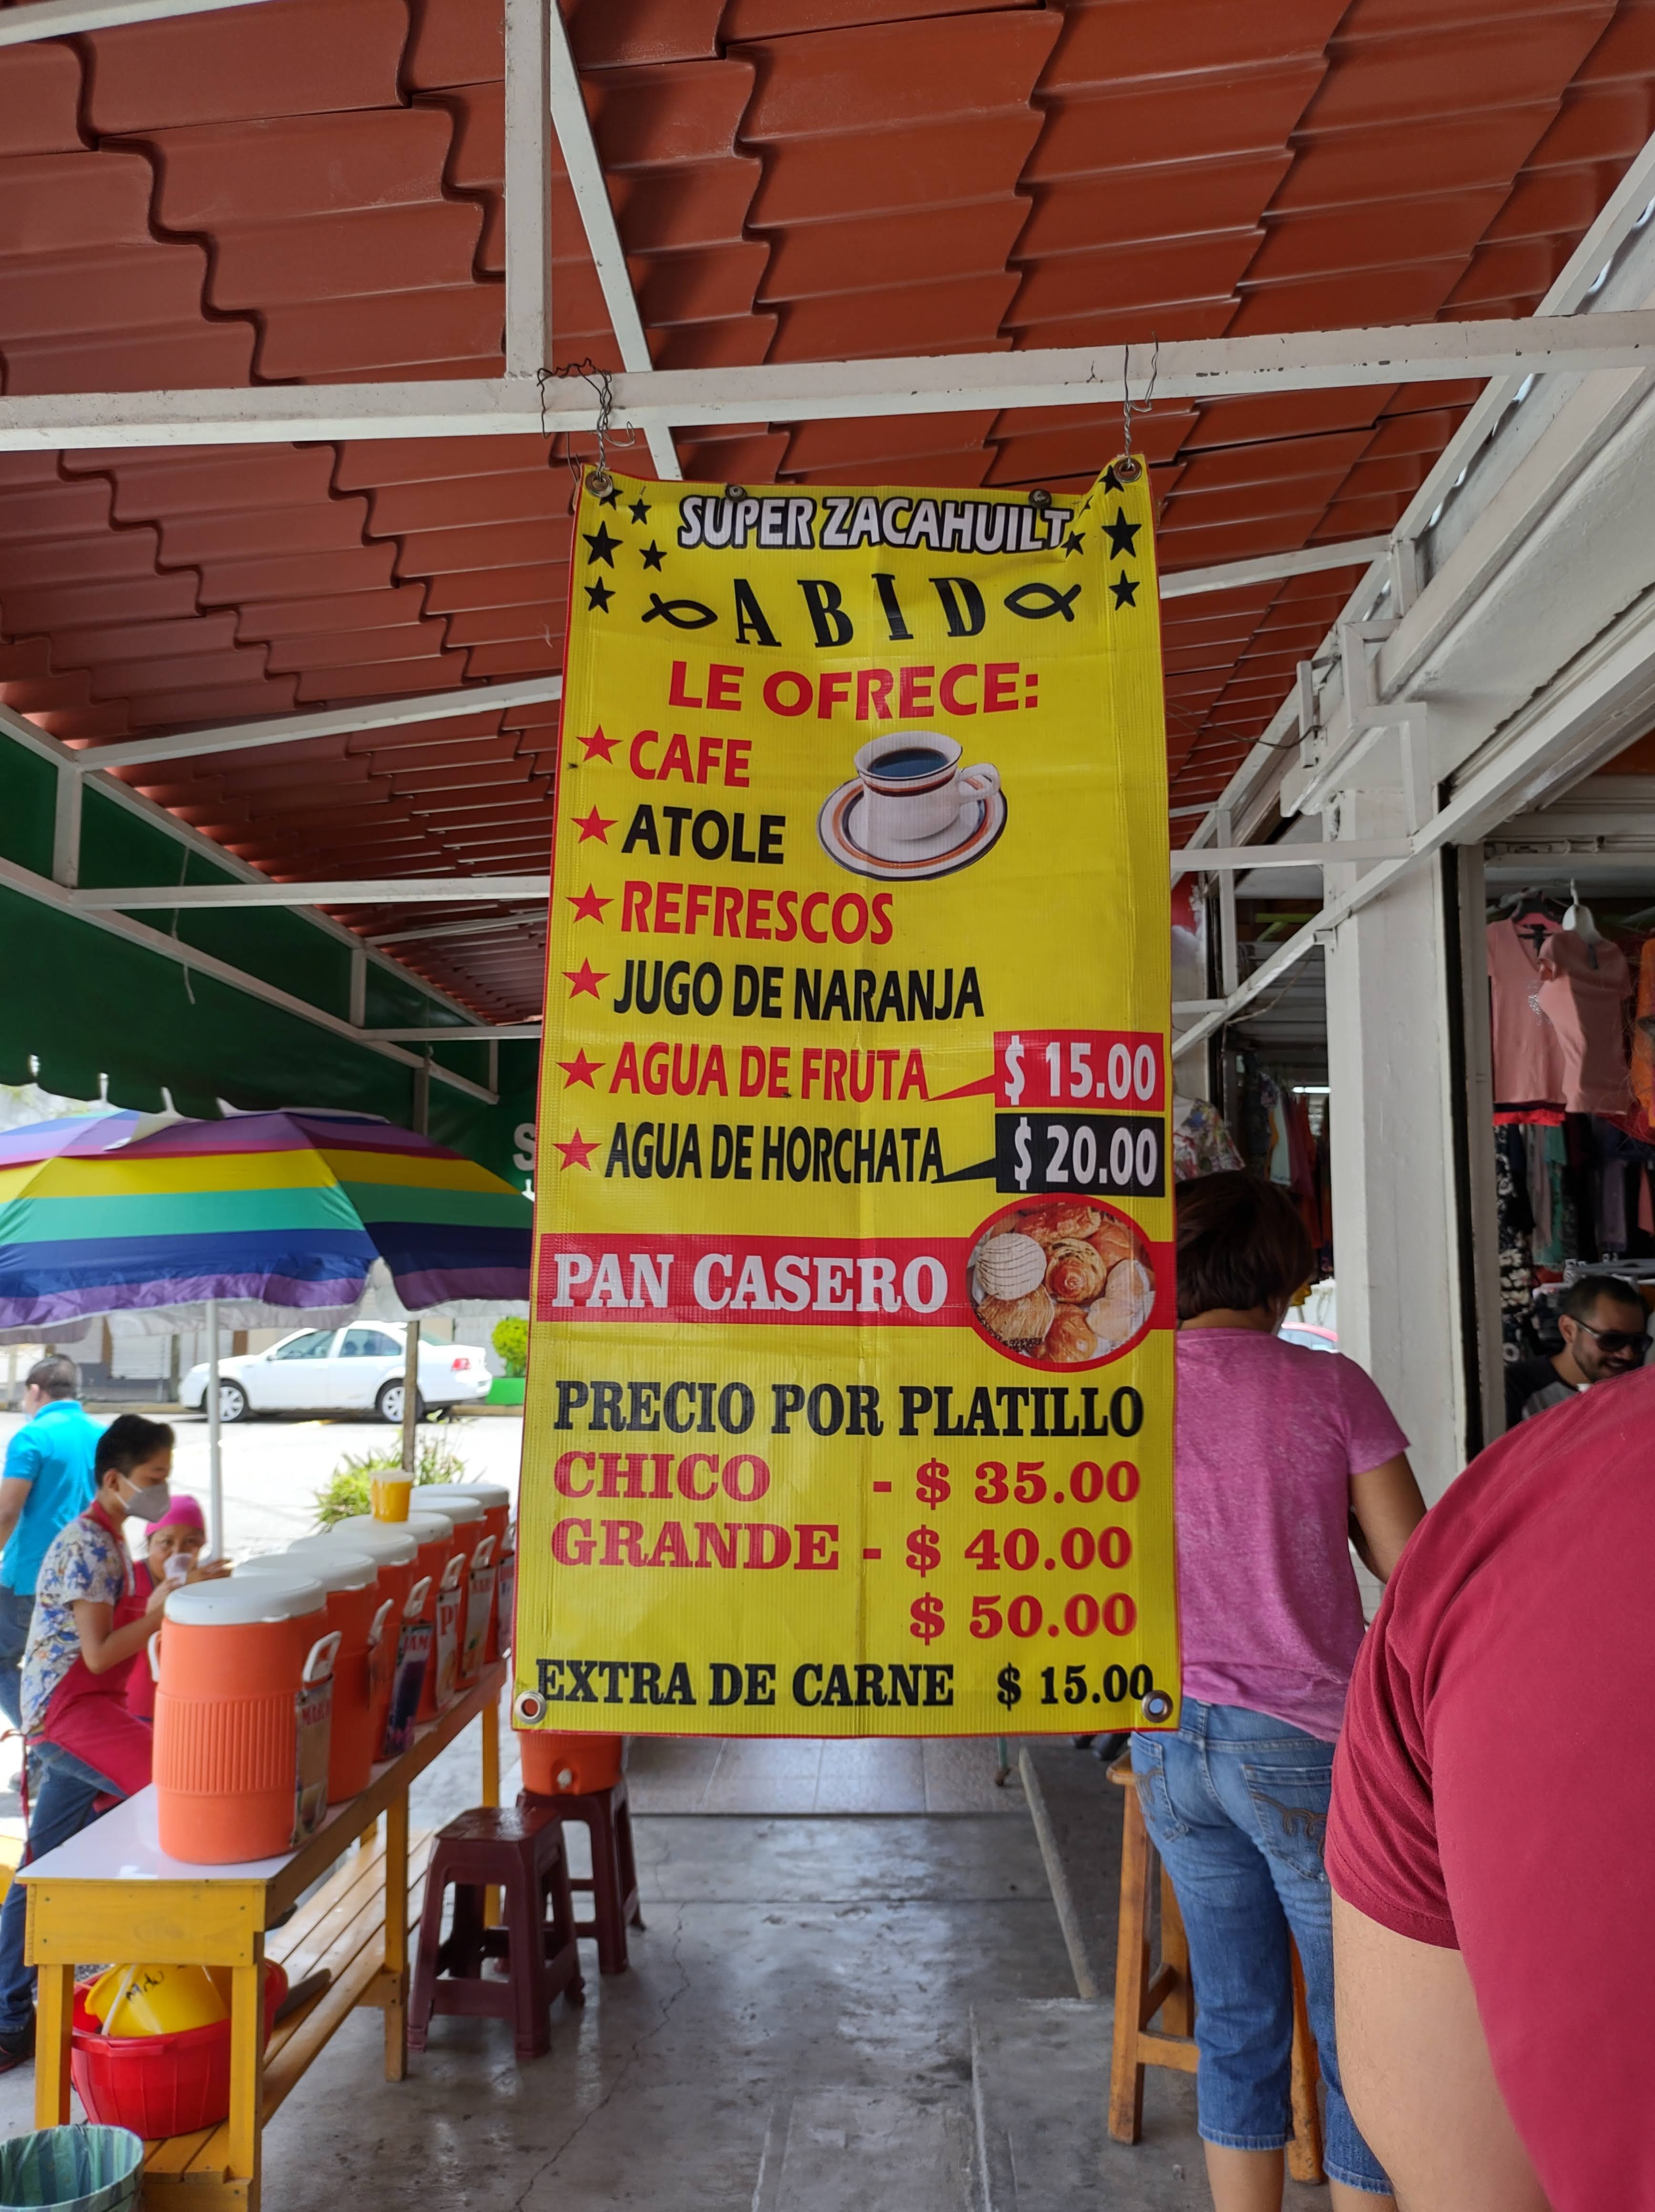 SUPER ZACAHUILT
ABID
LE OFRECE:
CAFE
ATOLE
REFRESCOS
JUGO DE NARANJA
AGUA DE FRUTA $ 15.00
AGUA DE HORCHATA $ 20.00
PAN CASERO
PRECIO POR PLATILLO
CHICO - $ 35.00
GRANDE - $ 40.00
$ 50.00
EXTRA DE CARNE $ 15.00